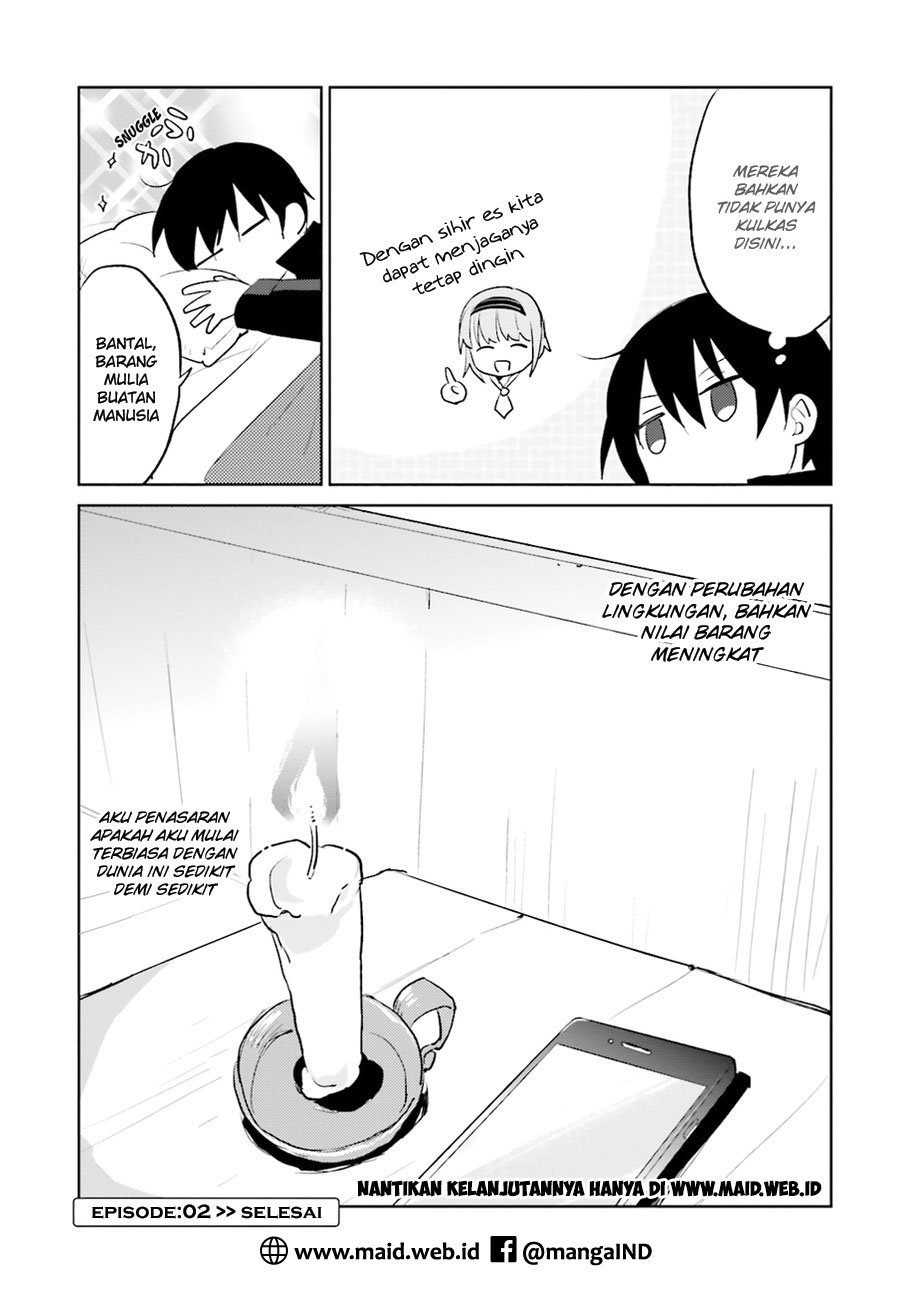 MEREKA
BAHKAN
TIDAK PUNYA
KULKAS
DISINI...
Dengan sihir es kita
dapat menjaganya
tetap dingin
SNUGGLE
ふか
BANTAL,
BARANG
MULIA
BUATAN
MANUSIA
DENGAN PERUBAHAN
LINGKUNGAN, BAHKAN
NILAI BARANG
MENINGKAT
AKU PENASARAN
APAKAH AKU MULAI
TERBIASA DENGAN
DUNIA INI SEDIKIT
DEMI SEDIKIT
NANTIKAN KELANJUTANNYA HANYA DI WWW.MAID.WEB.ID
EPISODE:02 >> SELESAI
www.maid.web.id f @mangaIND